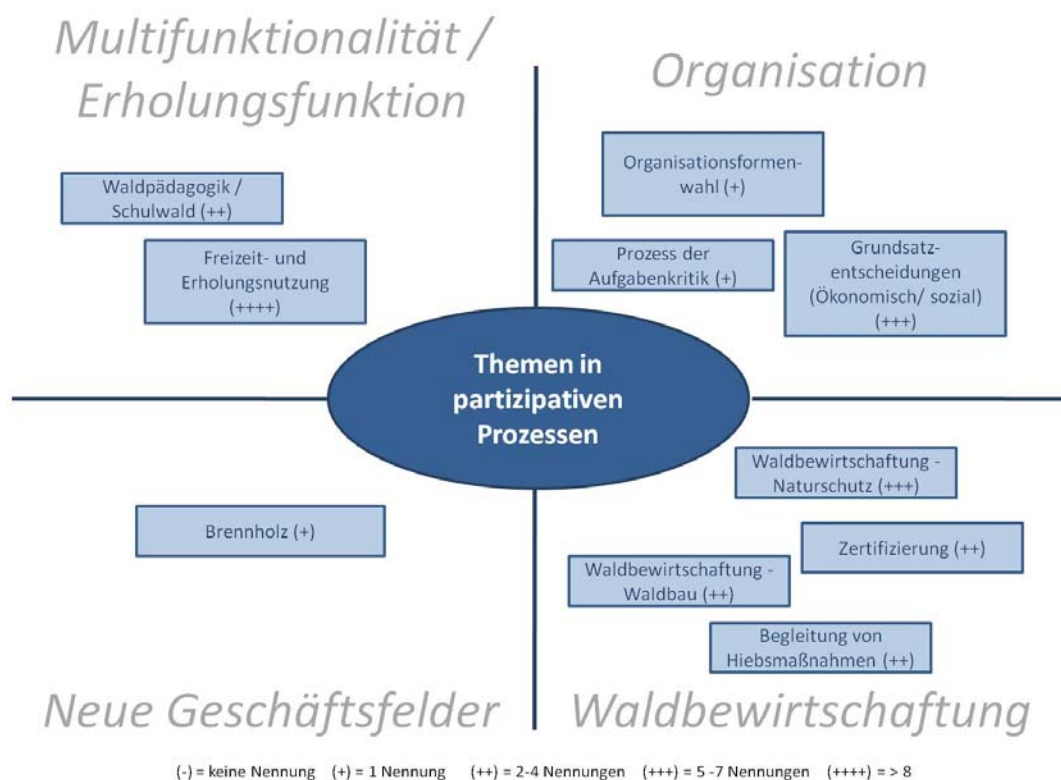 Multifunktionalität /
Erholungsfunktion
Waldpädagogik /
Schulwald (++)
Freizeit- und
Erholungsnutzung
(++++)
Organisation
Organisationsformen-
wahl (+)
Prozess der
Aufgabenkritik (+)
Grundsatz-
entscheidungen
(Ökonomisch/ sozial)
(+++)
Themen in
partizipativen
Prozessen
Brennholz (+)
Neue Geschäftsfelder
Waldbewirtschaftung -
Naturschutz (+++)
Zertifizierung (++)
Waldbewirtschaftung -
Waldbau (++)
Begleitung von
Hiebsmaßnahmen (++)
Waldbewirtschaftung
(-) = keine Nennung (+) = 1 Nennung (++) = 2-4 Nennungen (+++) = 5 -7 Nennungen (++++) = > 8